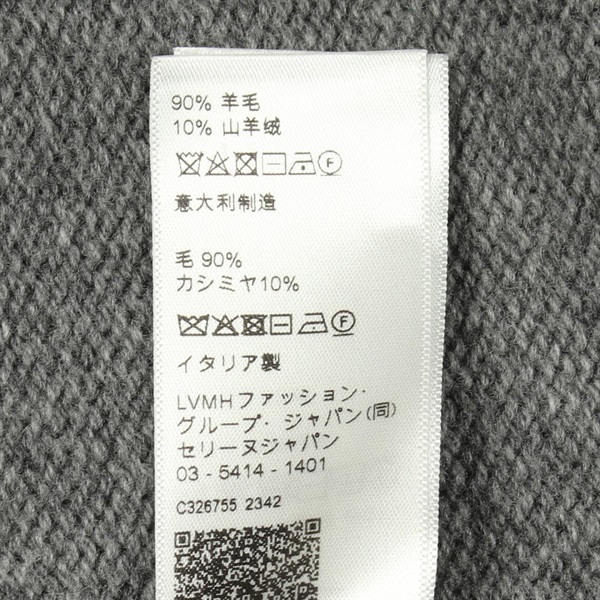 90% 羊毛
10% 山羊绒
意大利制造
毛 90%
カシミヤ10%
イタリア製
LVMHファッション・
グループ・ジャパン(同)
セリーヌジャパン
03 - 5414 - 1401
C326755 2342